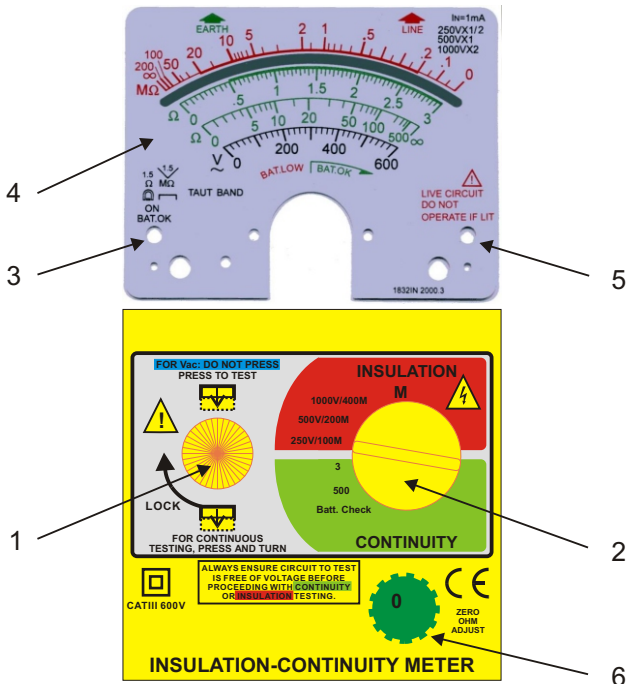 EARTH
LINE
IN=1mA
250VX1/2
500VX1
1000VX2
100
200
∞
MΩ
50
20
10
5
2
1
.5
.2
.1
0
Ω
0
.5
1
1.5
2
2.5
3
Ω
0
5
10
20
50
100
500
∞
V
~
0
200
400
600
BAT.LOW
BAT.OK
1.5
Ω
1.5
MΩ
TAUT BAND
ON
BAT.OK
LIVE CIRCUIT
DO NOT
OPERATE IF LIT
1832IN 2000.3
4
3
5
FOR Vac: DO NOT PRESS
PRESS TO TEST
!
LOCK
FOR CONTINUOUS
TESTING, PRESS AND TURN
INSULATION
M
1000V/400M
500V/200M
250V/100M
3
500
Batt. Check
CONTINUITY
1
2
CATIII 600V
ALWAYS ENSURE CIRCUIT TO TEST
IS FREE OF VOLTAGE BEFORE
PROCEEDING WITH CONTINUITY
OR INSULATION TESTING.
0
CE
ZERO
OHM
ADJUST
INSULATION-CONTINUITY METER
6